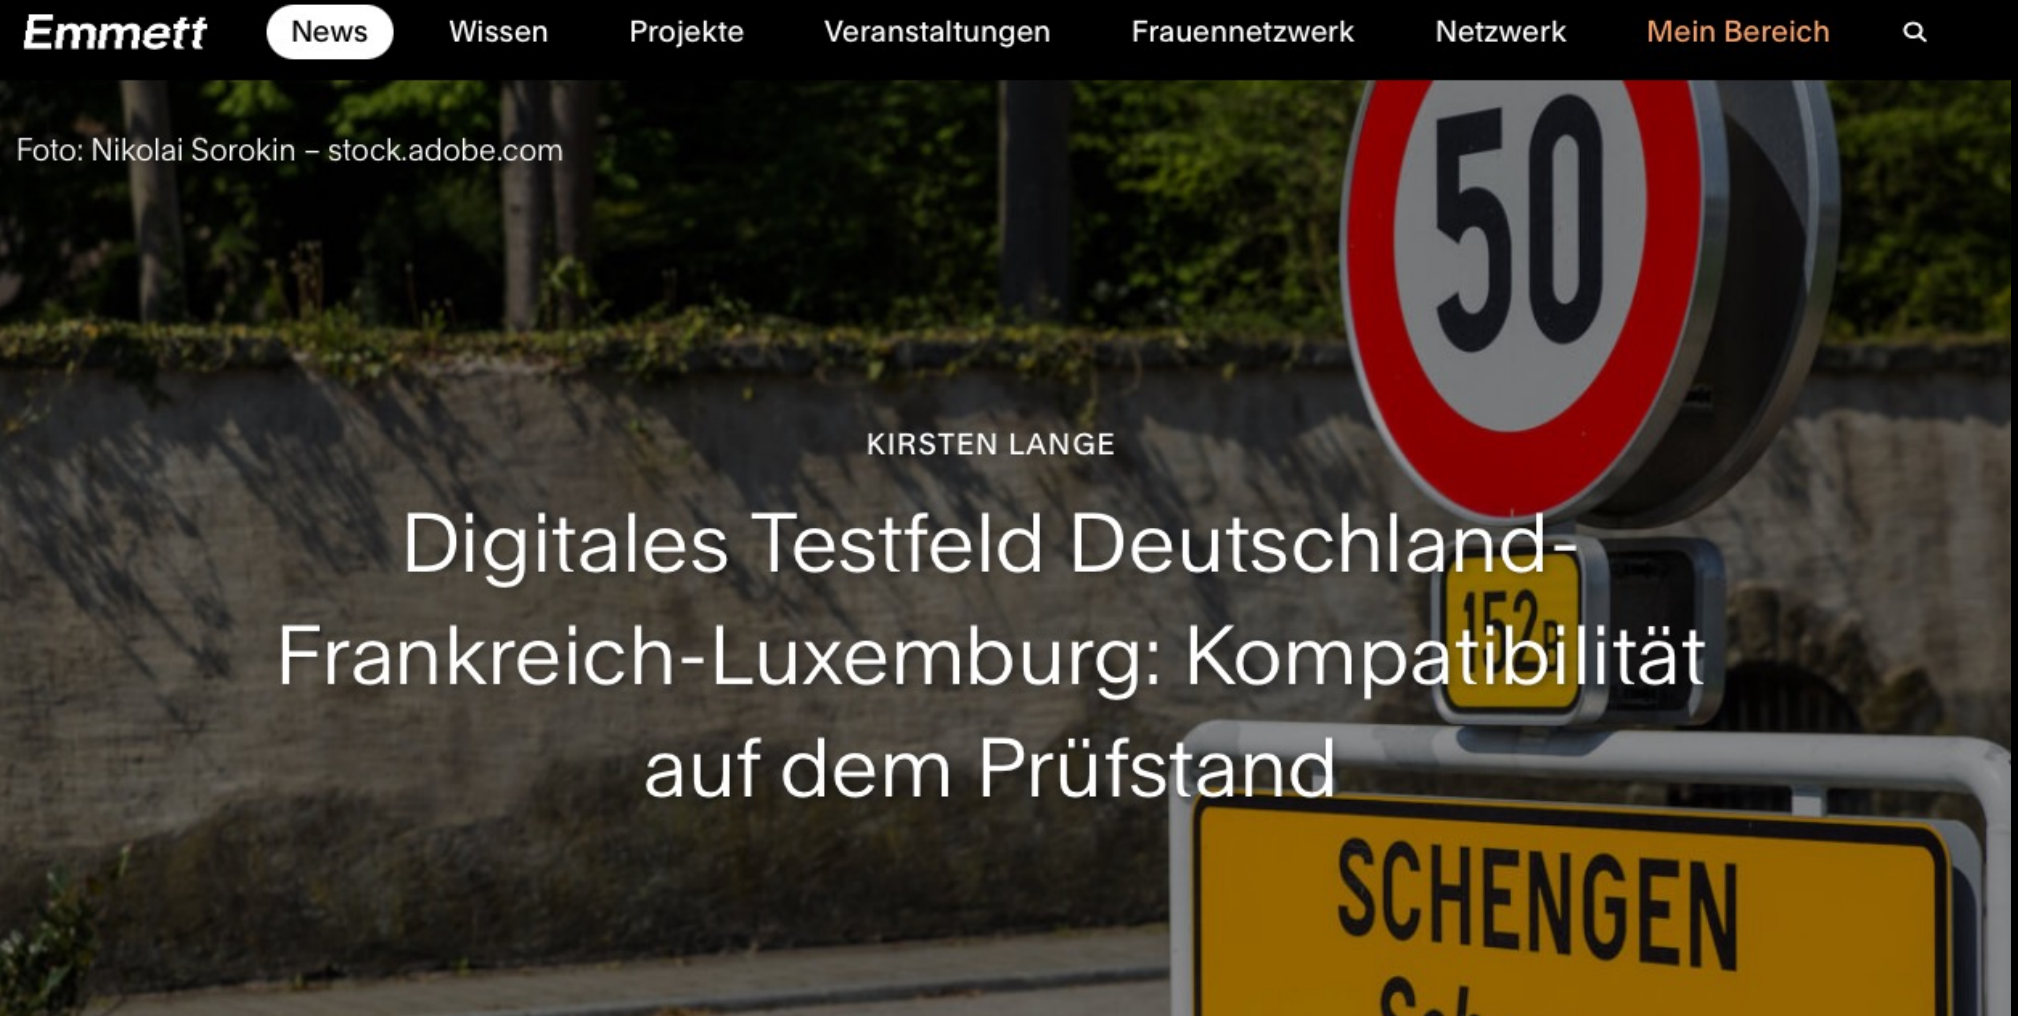 Emmett
News Wissen Projekte Veranstaltungen Frauennetzwerk Netzwerk Mein Bereich
Foto: Nikolai Sorokin – stock.adobe.com
50
KIRSTEN LANGE
Digitales Testfeld Deutschland-
Frankreich-Luxemburg: Kompatibilität
auf dem Prüfstand
152B
SCHENGEN